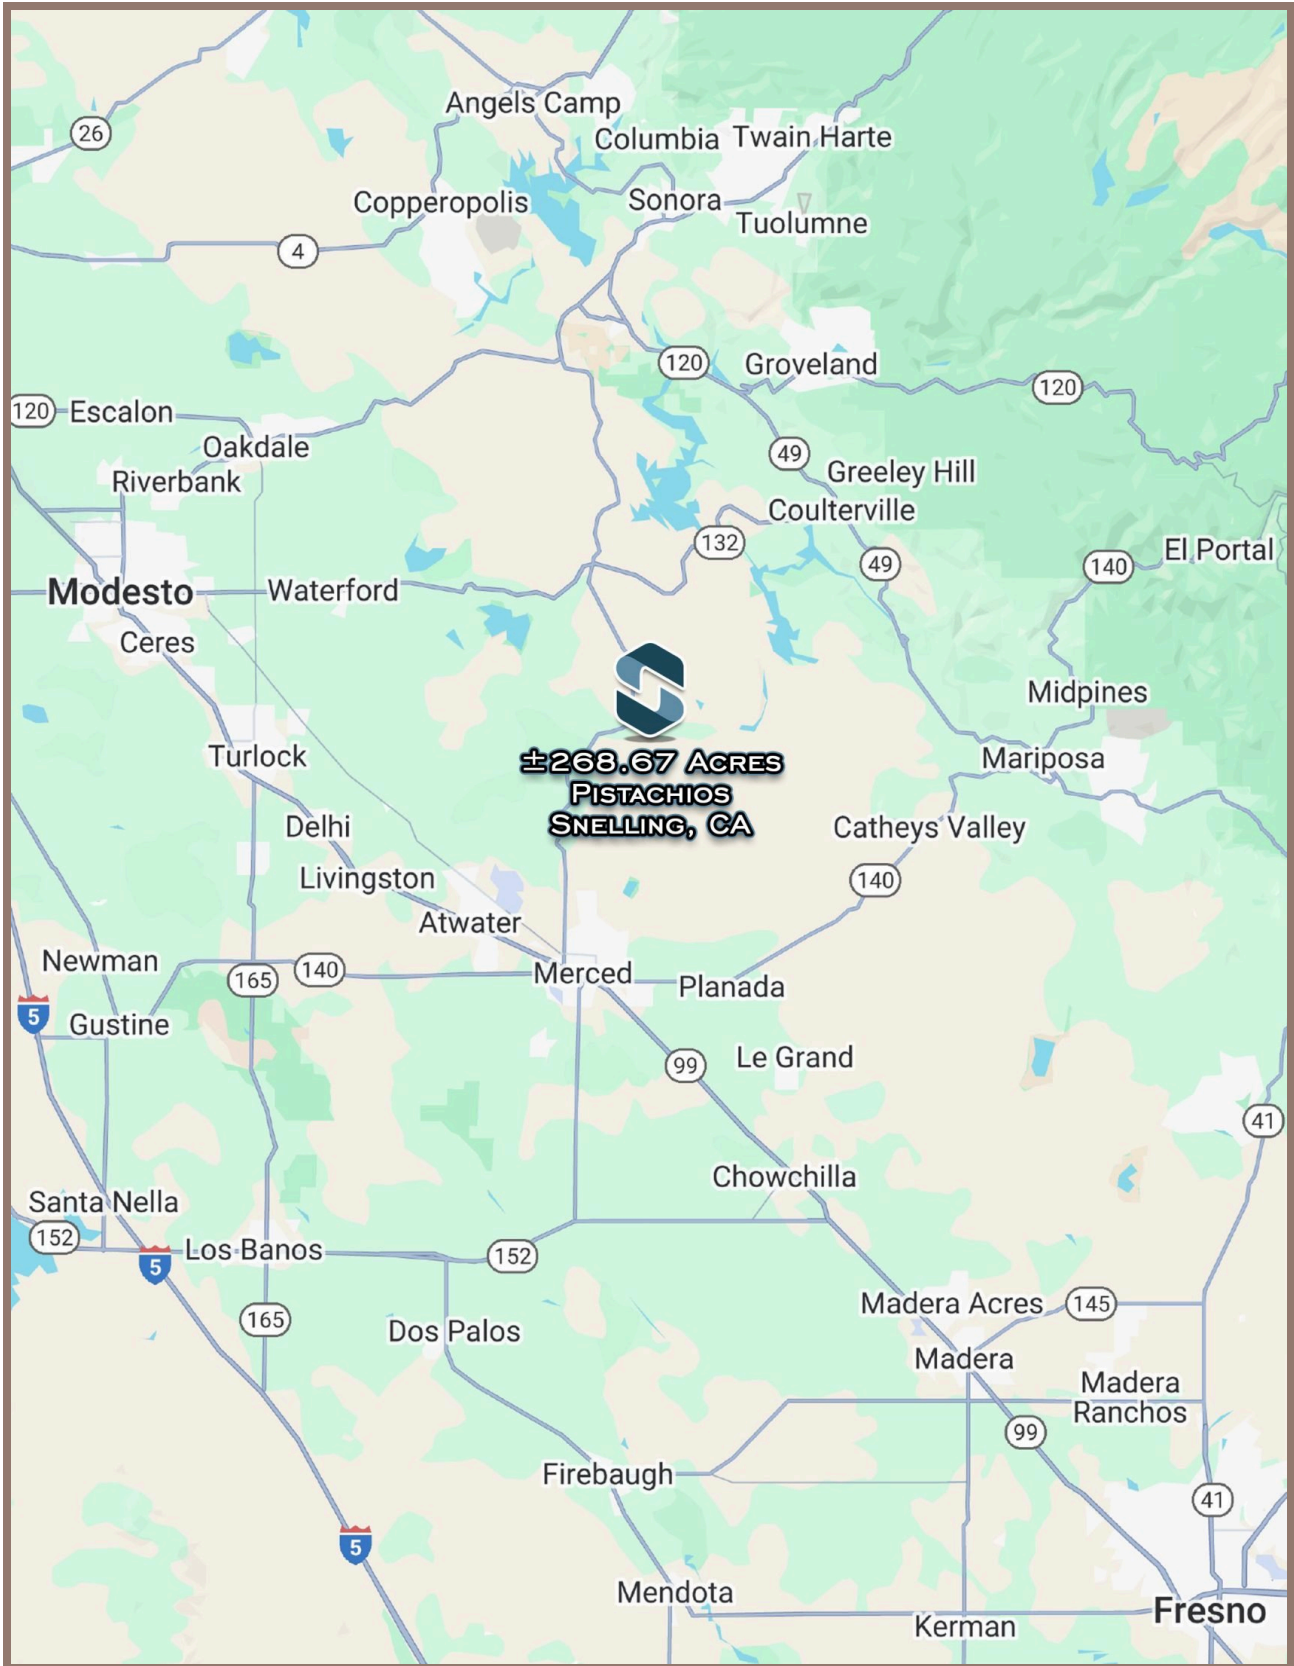 Angels Camp
Columbia
Twain Harte
26
Copperopolis
Sonora
Tuolumne
4
120
Groveland
120
120
Escalon
Oakdale
49
Riverbank
Greeley Hill
Coulterville
132
El Portal
49
140
Modesto
Waterford
Ceres
Midpines
Turlock
Mariposa
±268.67 Acres
Pistachios
Snelling, CA
Delhi
Catheys Valley
Livingston
140
Atwater
Newman
165
140
Merced
Planada
5
Gustine
Le Grand
99
41
Chowchilla
Santa Nella
152
Los Banos
152
5
165
Madera Acres
145
Dos Palos
Madera
Madera
Ranchos
99
Firebaugh
41
5
Mendota
Fresno
Kerman